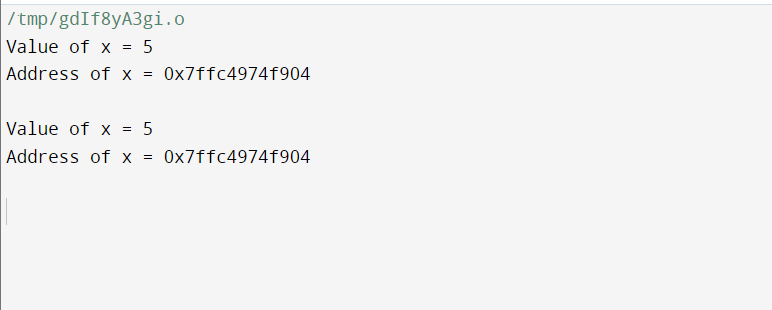 /tmp/gdIf8yA3gi.o
Value of x = 5
Address of x = 0x7ffc4974f904
Value of x = 5
Address of x = 0x7ffc4974f904